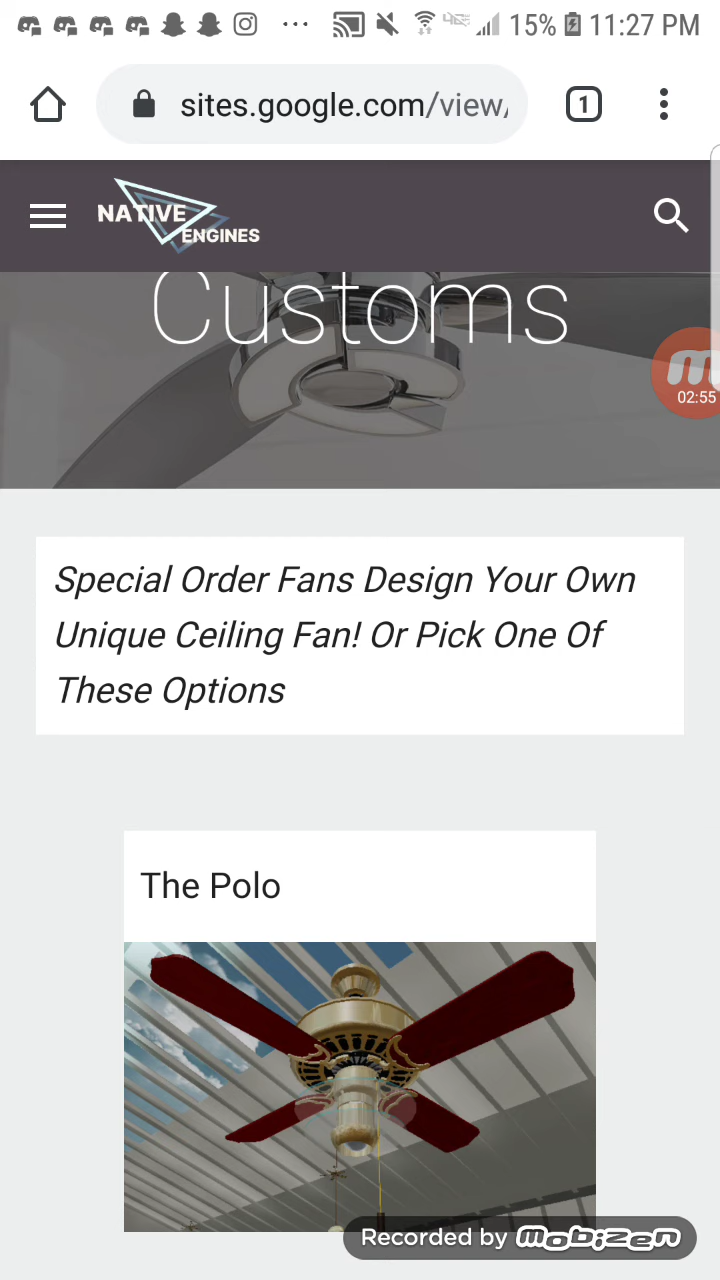 15% 11:27 PM
sites.google.com/view/
1
NATIVE
ENGINES
Customs
m
02:55
Special Order Fans Design Your Own
Unique Ceiling Fan! Or Pick One Of
These Options
The Polo
Recorded by mobizen